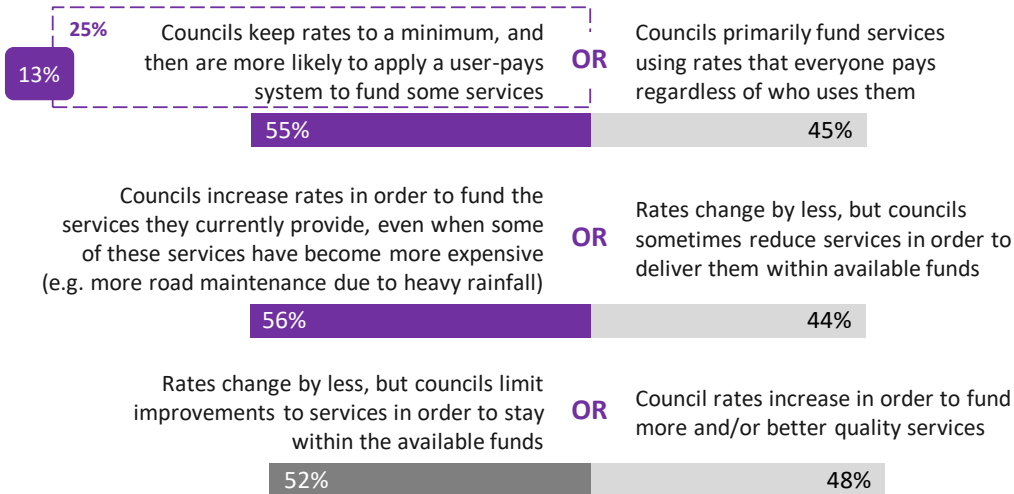 25%
13%
Councils keep rates to a minimum, and
then are more likely to apply a user-pays
system to fund some services
OR
Councils primarily fund services
using rates that everyone pays
regardless of who uses them
55%
45%
Councils increase rates in order to fund the
services they currently provide, even when some
of these services have become more expensive
(e.g. more road maintenance due to heavy rainfall)
OR
Rates change by less, but councils
sometimes reduce services in order to
deliver them within available funds
56%
44%
Rates change by less, but councils limit
improvements to services in order to stay
within the available funds
OR
Council rates increase in order to fund
more and/or better quality services
52%
48%